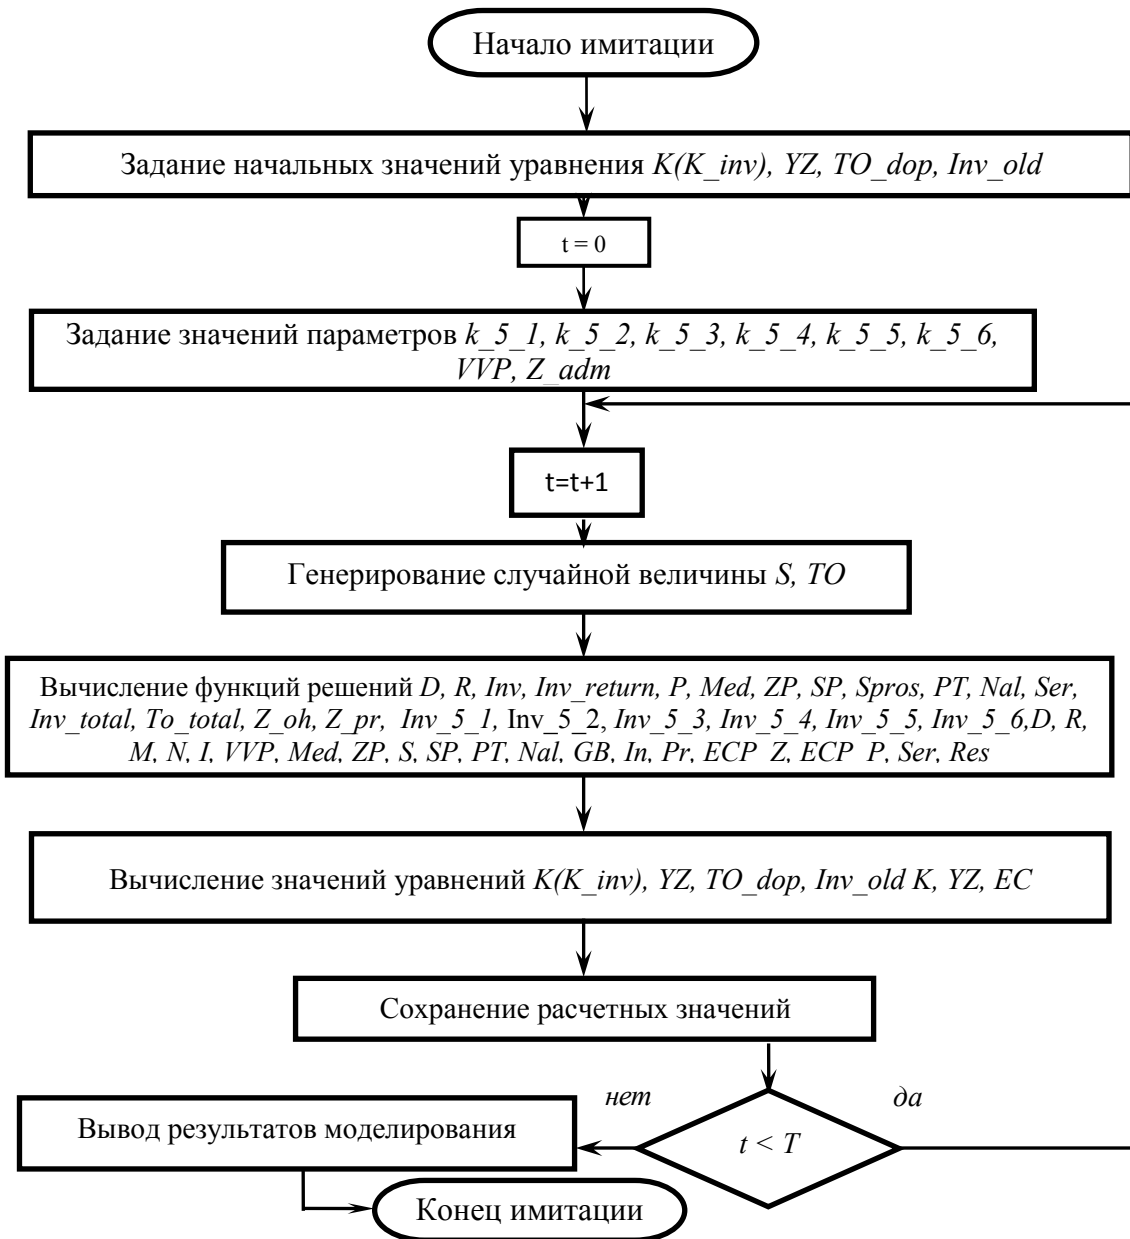 Начало имитации
Задание начальных значений уравнения K(K_inv), YZ, TO_dop, Inv_old
t = 0
Задание значений параметров k_5_1, k_5_2, k_5_3, k_5_4, k_5_5, k_5_6,
VVP, Z_adm
t=t+1
Генерирование случайной величины S, TO
Вычисление функций решений D, R, Inv, Inv_return, P, Med, ZP, SP, Spros, PT, Nal, Ser,
Inv_total, To_total, Z_oh, Z_pr, Inv_5_1, Inv_5_2, Inv_5_3, Inv_5_4, Inv_5_5, Inv_5_6,D, R,
M, N, I, VVP, Med, ZP, S, SP, PT, Nal, GB, In, Pr, ECP_Z, ECP_P, Ser, Res
Вычисление значений уравнений K(K_inv), YZ, TO_dop, Inv_old K, YZ, EC
Сохранение расчетных значений
нет
да
t < T
Вывод результатов моделирования
Конец имитации